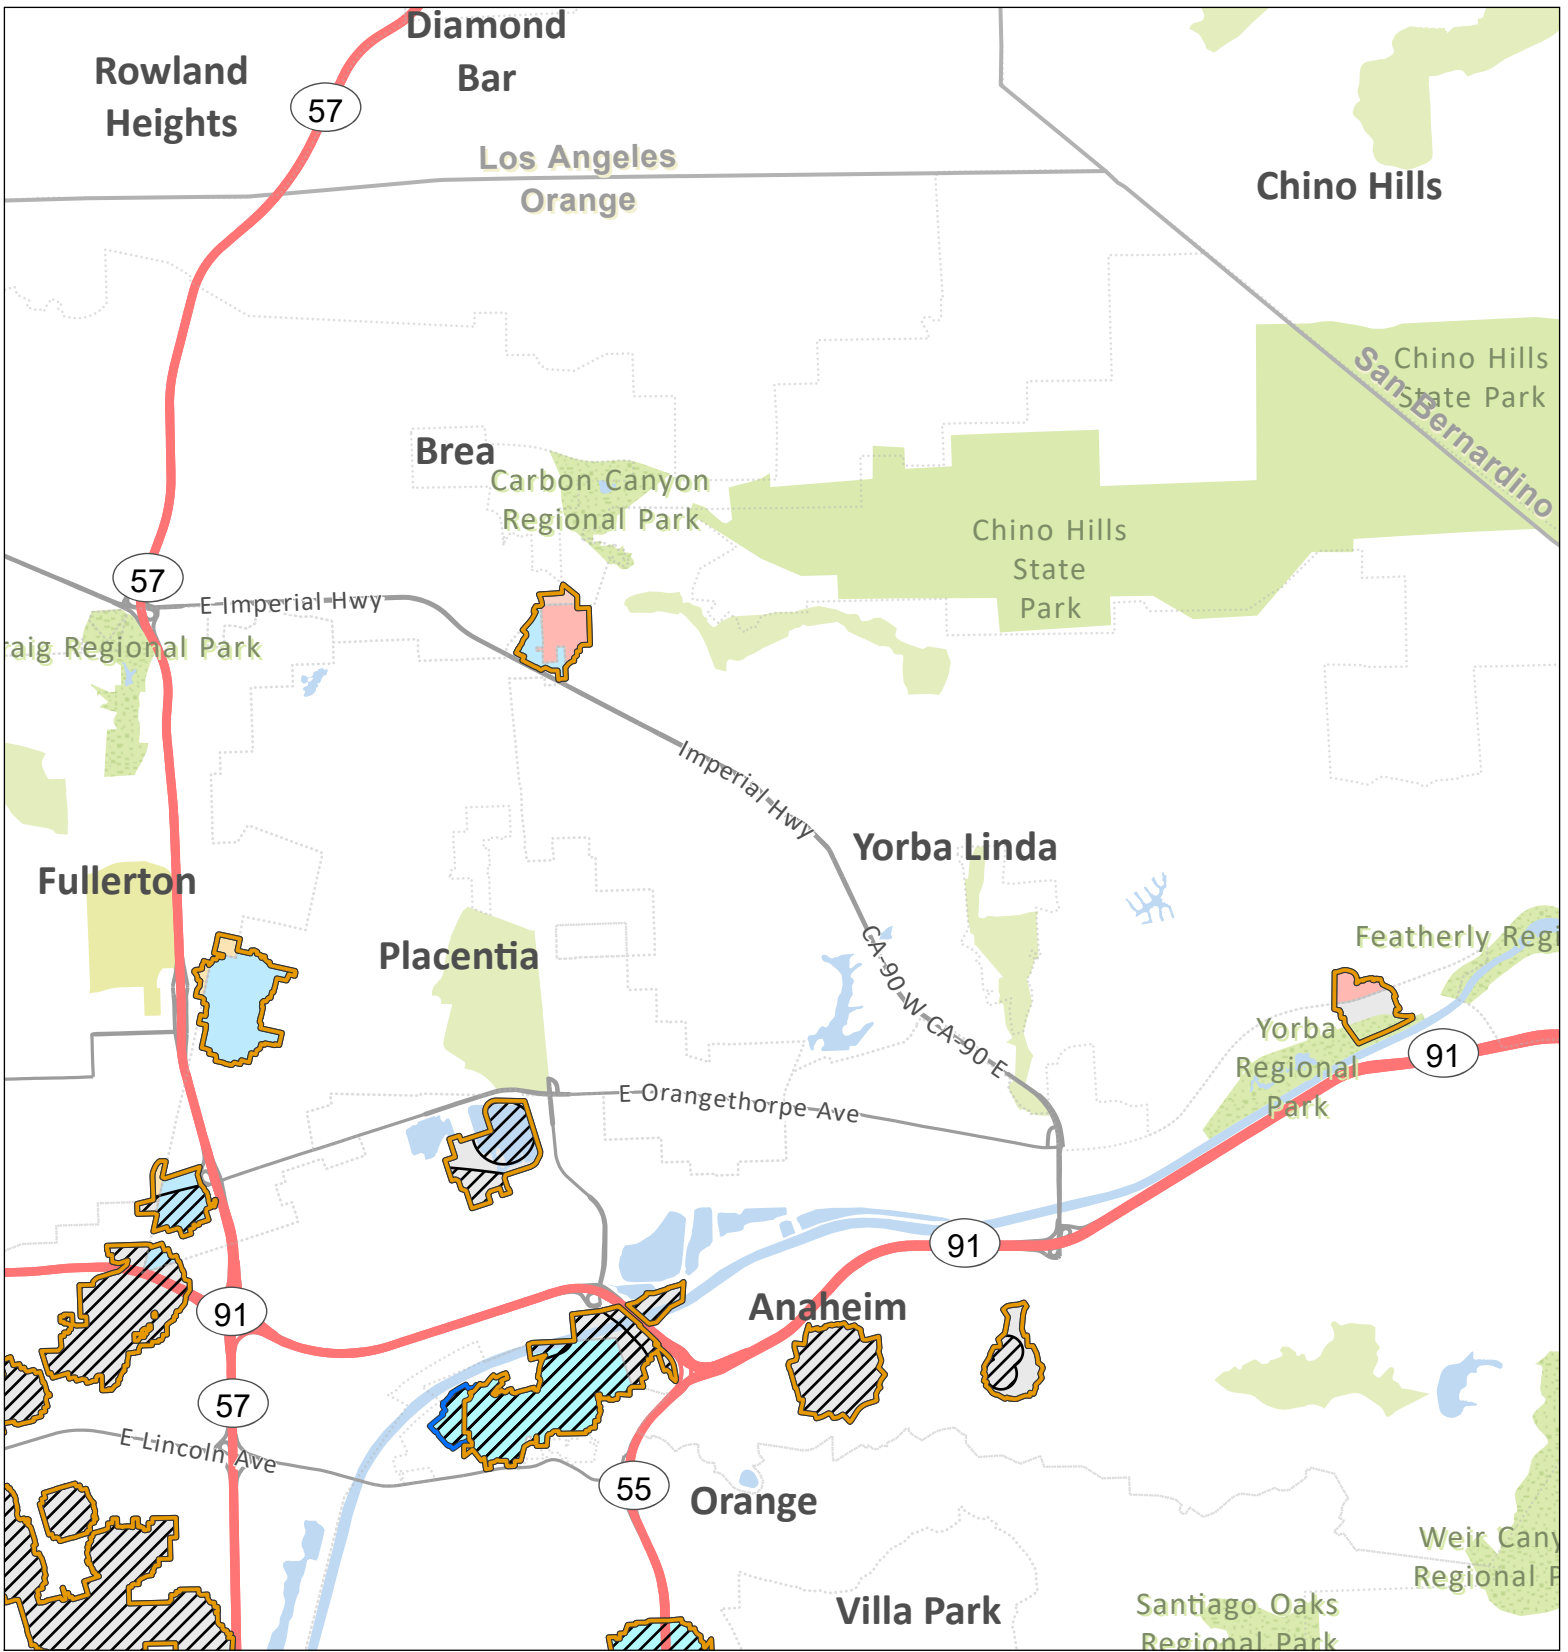 Diamond
Bar
Rowland
Heights
57
Los Angeles
Orange
Chino Hills
Chino Hills
State Park
San Bernardino
Brea
Carbon Canyon
Regional Park
Chino Hills
State
Park
57
E Imperial Hwy
raig Regional Park
Imperial Hwy
Yorba Linda
Fullerton
Placentia
CA-90 W CA-90 E
Featherly Regi
Yorba
Regional
Park
91
E Orangethorpe Ave
91
Anaheim
91
57
E Lincoln Ave
55
Orange
Weir Cany
Regional P
Villa Park
Santiago Oaks
Regional Park